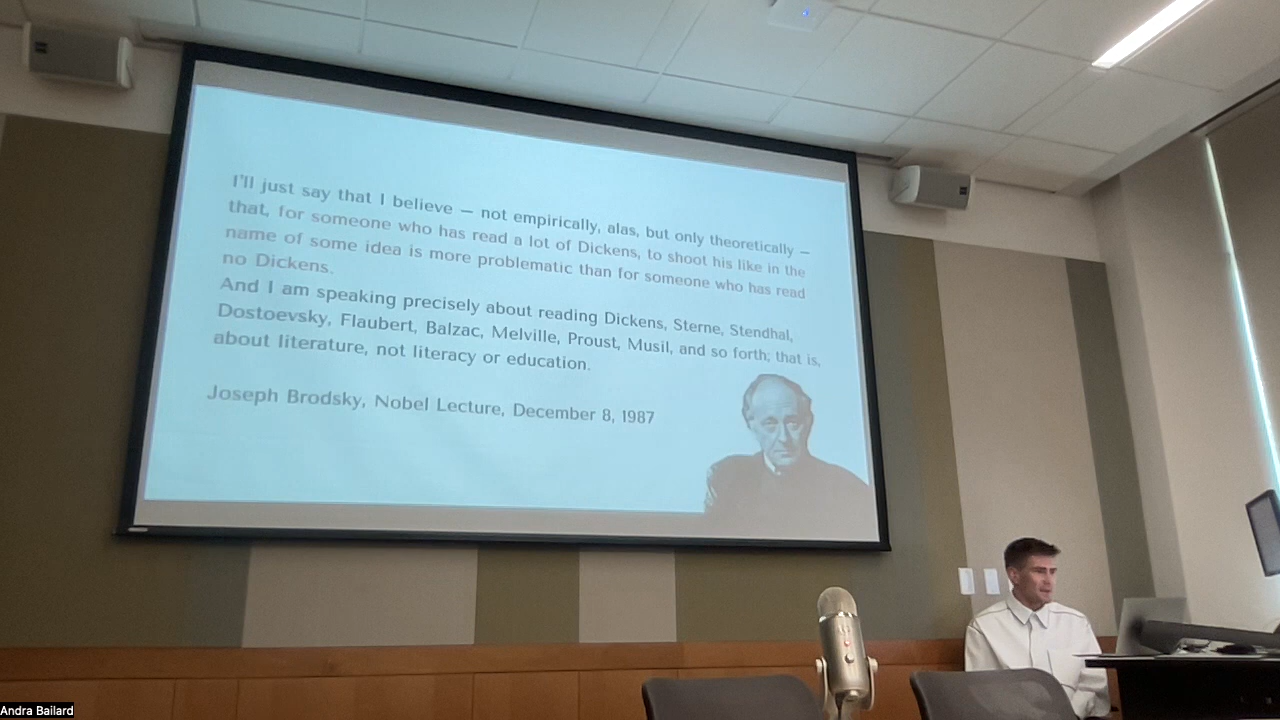 I'll just say that I believe – not empirically, alas, but only theoretically –
that, for someone who has read a lot of Dickens, to shoot his like in the
name of some idea is more problematic than for someone who has read
no Dickens.
And I am speaking precisely about reading Dickens, Sterne, Stendhal,
Dostoevsky, Flaubert, Balzac, Melville, Proust, Musil, and so forth; that is,
about literature, not literacy or education.
Joseph Brodsky, Nobel Lecture, December 8, 1987
Andra Bailard